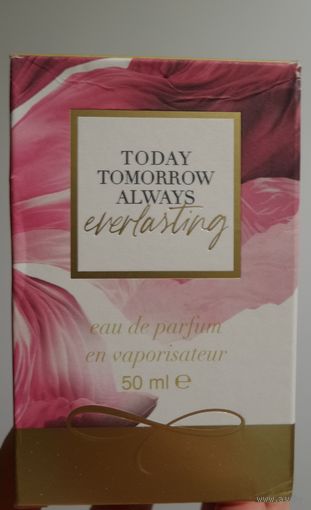 TODAY
TOMORROW
ALWAYS
everlasting
eau de parfum
en vaporisateur
50 ml ℮